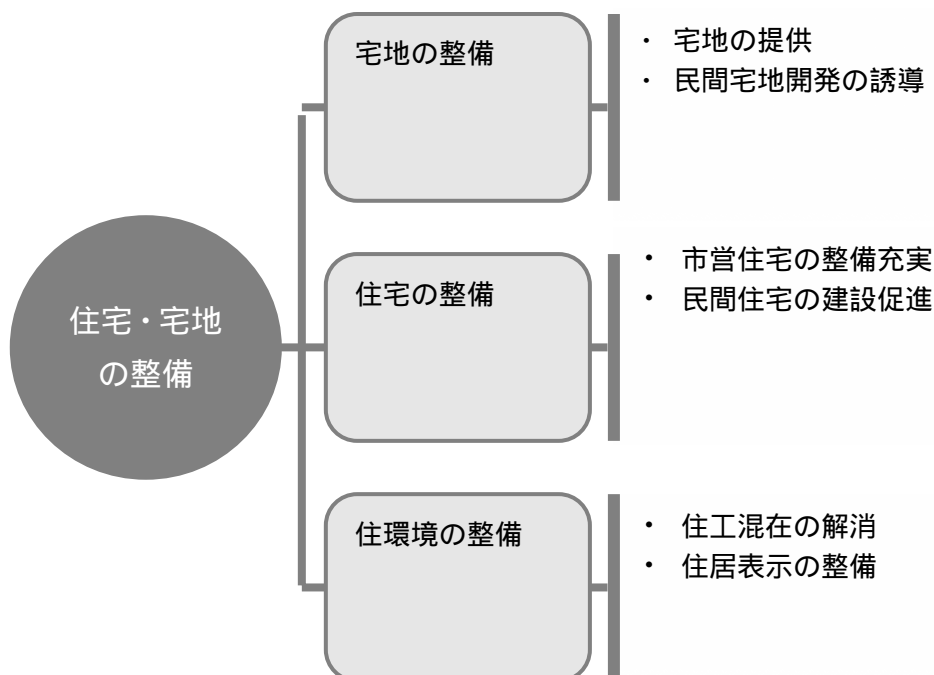 住宅・宅地
の整備
宅地の整備
・ 宅地の提供
・ 民間宅地開発の誘導
住宅の整備
・ 市営住宅の整備充実
・ 民間住宅の建設促進
住環境の整備
・ 住工混在の解消
・ 住居表示の整備